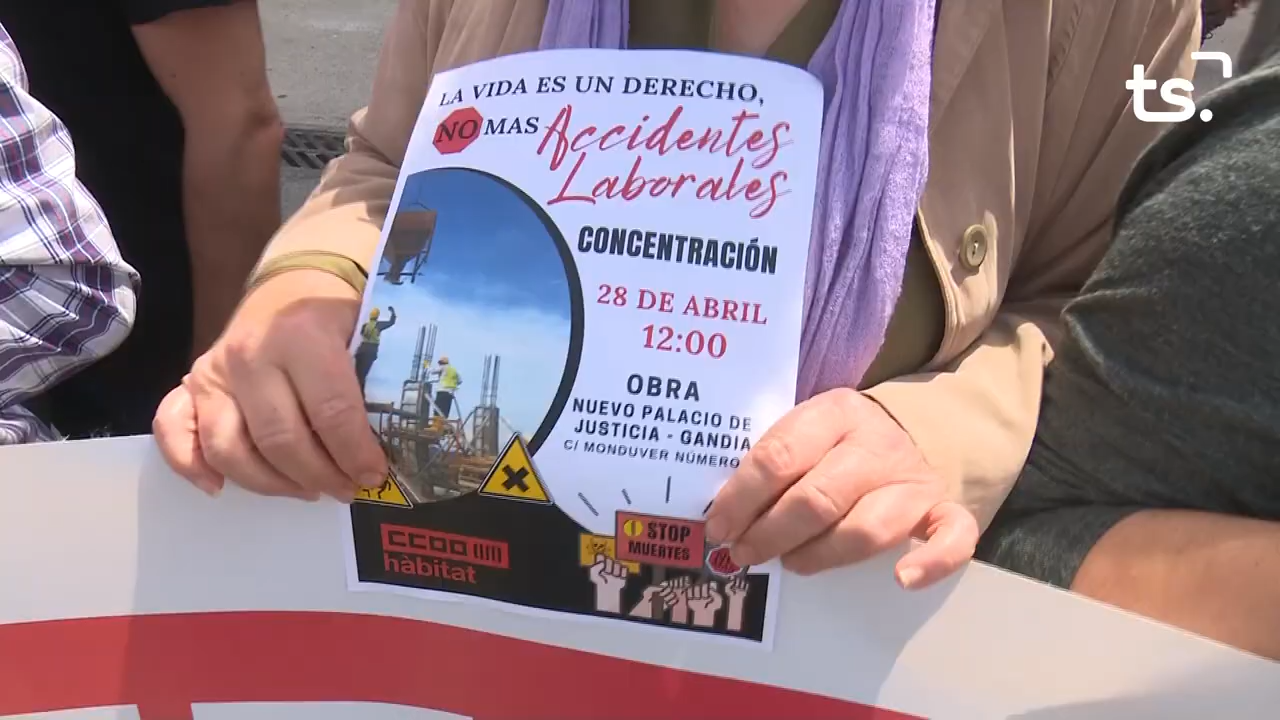 LA VIDA ES UN DERECHO,
NO MAS Accidentes
Laborales
CONCENTRACIÓN
28 DE ABRIL
12:00
OBRA
NUEVO PALACIO DE
JUSTICIA - GANDIA
C/ MONDUVER NÚMERO
STOP
MUERTES
CCOO
hàbitat
ts.